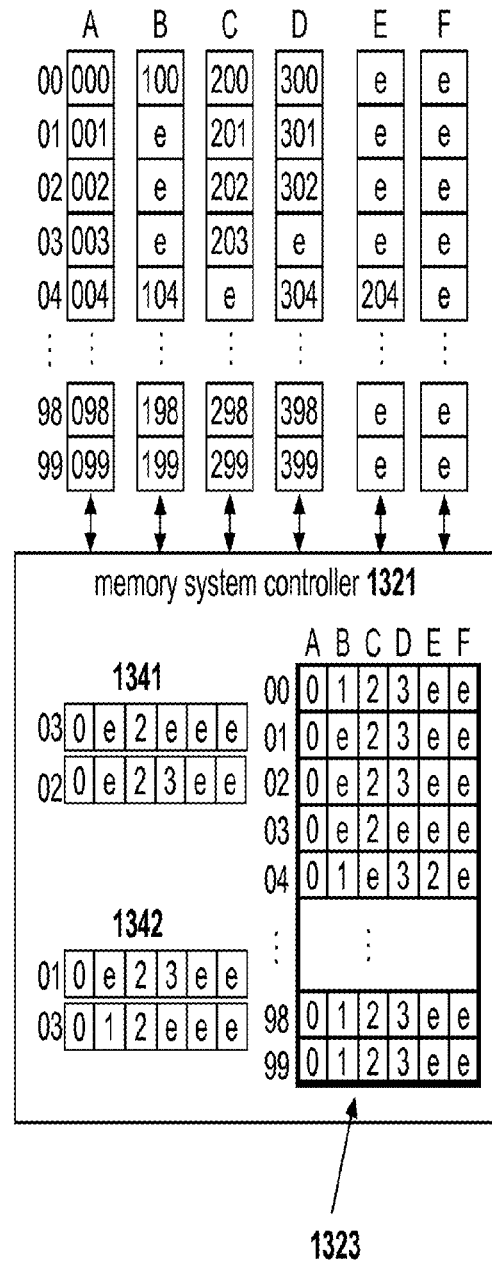 A B C D E F
00 000 100 200 300 e e
01 001 e 201 301 e e
02 002 e 202 302 e e
03 003 e 203 e e e
04 004 104 e 304 204 e
98 098 198 298 398 e e
99 099 199 299 399 e e
memory system controller 1321
A B C D E F
00 0 1 2 3 e e
01 0 e 2 3 e e
02 0 e 2 3 e e
03 0 e 2 e e e
04 0 1 e 3 2 e
98 0 1 2 3 e e
99 0 1 2 3 e e
1341
03 0 e 2 e e e
02 0 e 2 3 e e
1342
01 0 e 2 3 e e
03 0 1 2 e e e
1323